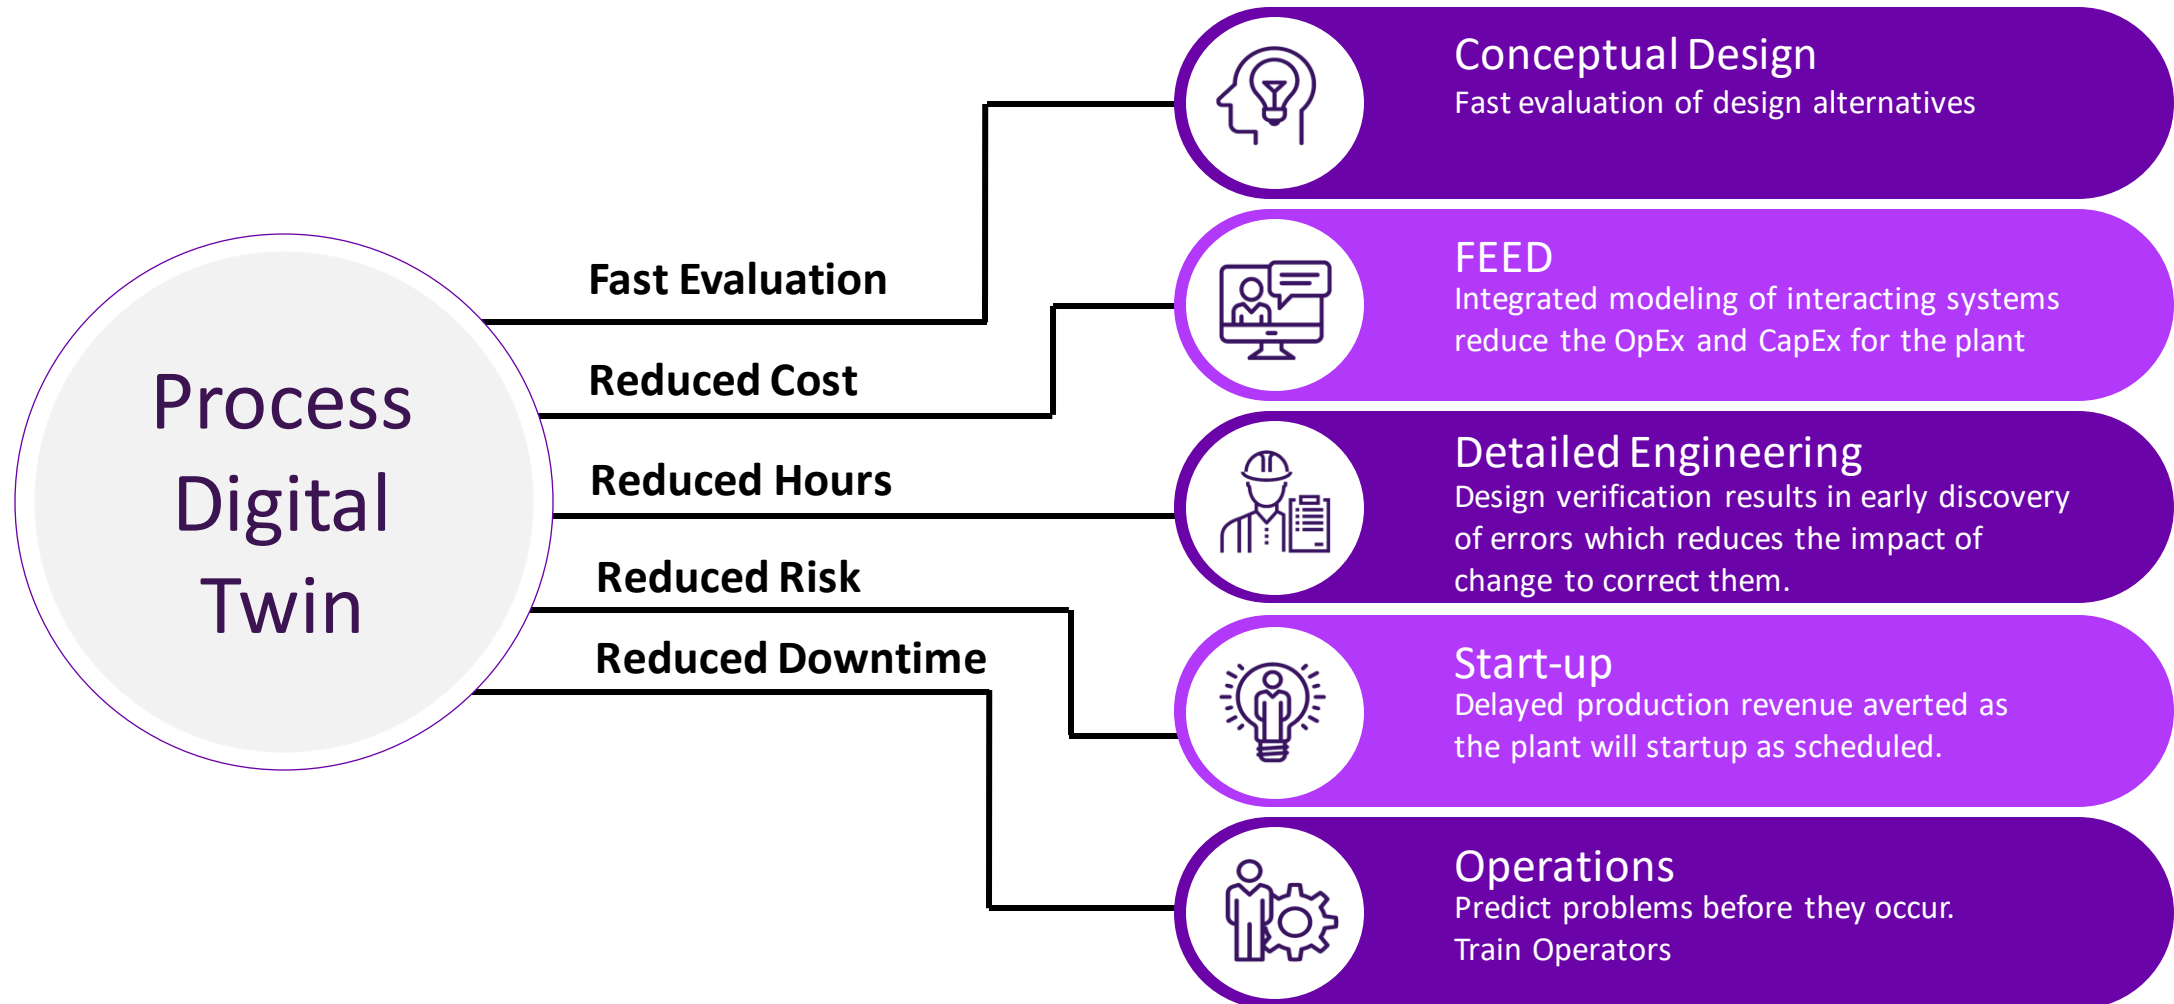 Process
Digital
Twin
Fast Evaluation
Reduced Cost
Reduced Hours
Reduced Risk
Reduced Downtime
Conceptual Design
Fast evaluation of design alternatives
FEED
Integrated modeling of interacting systems
reduce the OpEx and CapEx for the plant
Detailed Engineering
Design verification results in early discovery
of errors which reduces the impact of
change to correct them.
Start-up
Delayed production revenue averted as
the plant will startup as scheduled.
Operations
Predict problems before they occur.
Train Operators